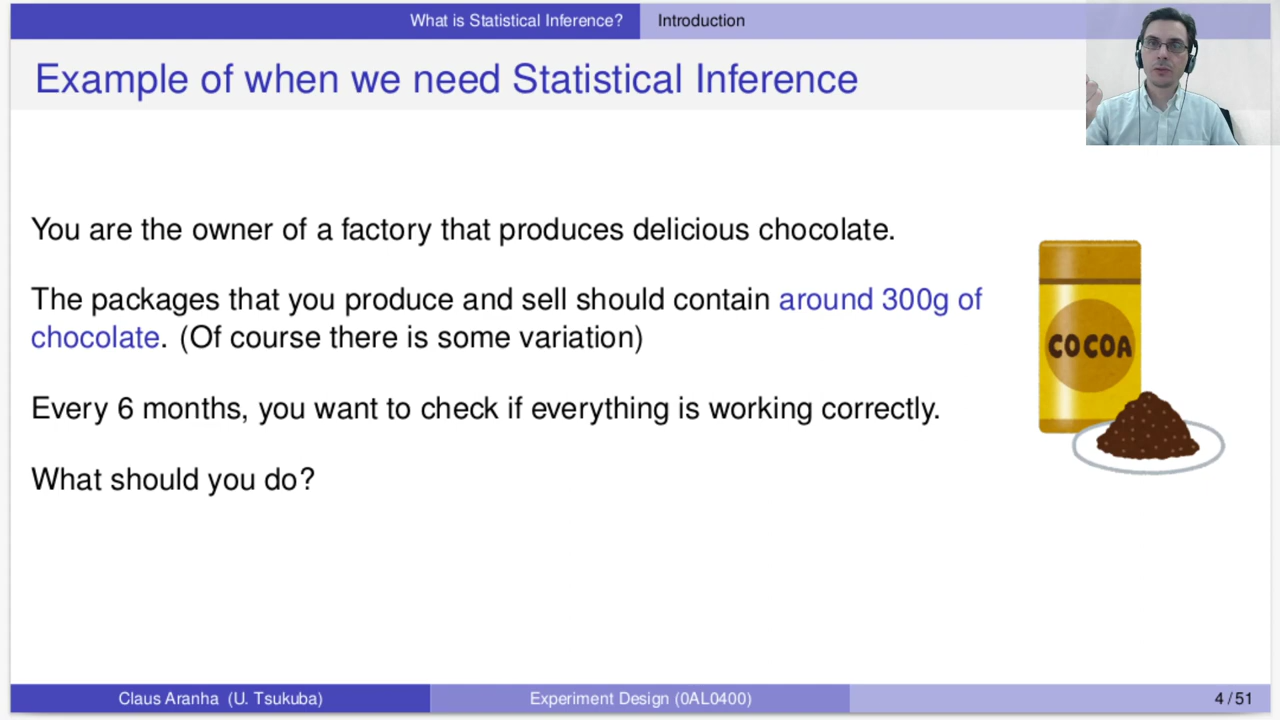 What is Statistical Inference?
Introduction
Example of when we need Statistical Inference
You are the owner of a factory that produces delicious chocolate.
The packages that you produce and sell should contain around 300g of
chocolate. (Of course there is some variation)
Every 6 months, you want to check if everything is working correctly.
What should you do?
COCOA
Claus Aranha (U. Tsukuba)
Experiment Design (0AL0400)
4 / 51